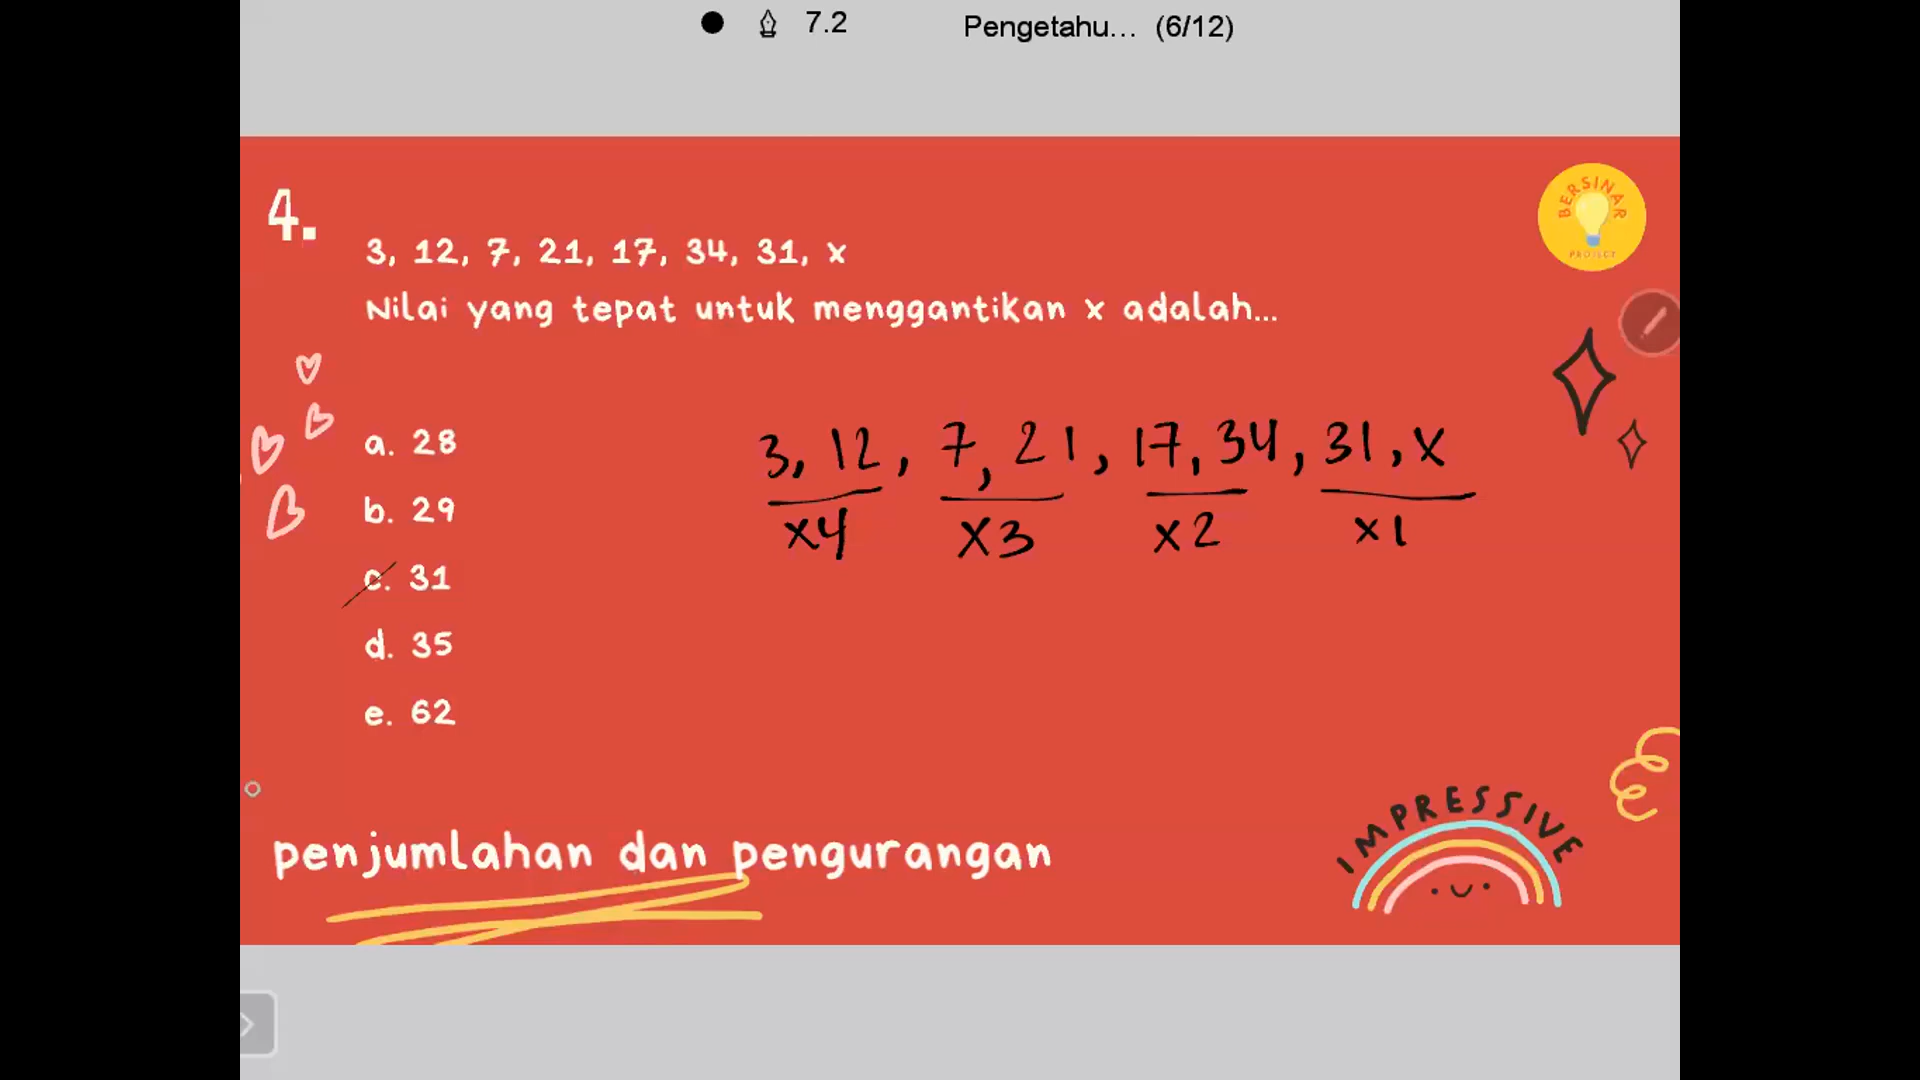 7.2 Pengetahu... (6/12)
4.
3, 12, 7, 21, 17, 34, 31, x
Nilai yang tepat untuk menggantikan x adalah...
BERSINAR
PROJECT
a. 28
b. 29
c. 31
d. 35
e. 62
3, 12, 7, 21, 17, 34, 31, x
x4 x3 x2 x1
penjumlahan dan pengurangan
IMPRESSIVE